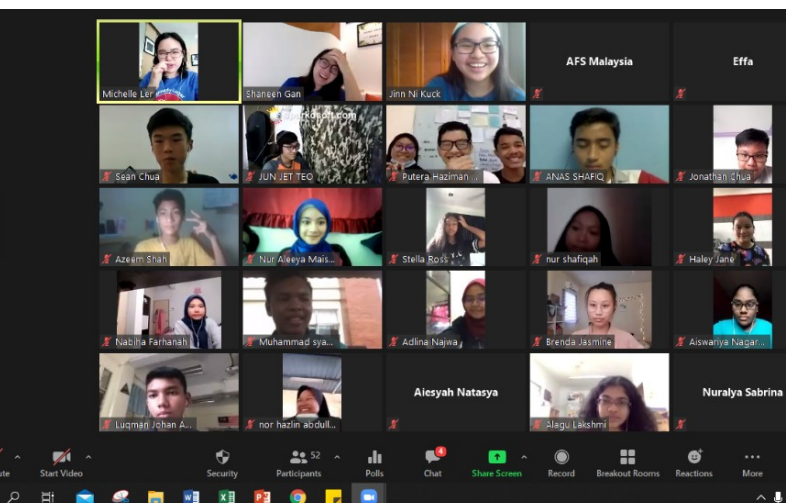 Michelle Ler
Shaneen Gan
Jinn Ni Kuck
AFS Malaysia
Effa
Sean Chua
JUN JET TEO
Putera Haziman ...
ANAS SHAFIQ
Jonathan Chua
Azeem Shah
Nur Aleeya Mais...
Stella Ross
nur shafiqah
Haley Jane
Nabiha Farhanah
Muhammad sya...
Adlina Najwa
Brenda Jasmine
Aiswariya Nagar...
Luqman Johan A...
nor hazlin abdull...
Aiesyah Natasya
Alagu Lakshmi
Nuralya Sabrina
52
4
Start Video
Security
Participants
Polls
Chat
Share Screen
Record
Breakout Rooms
Reactions
More